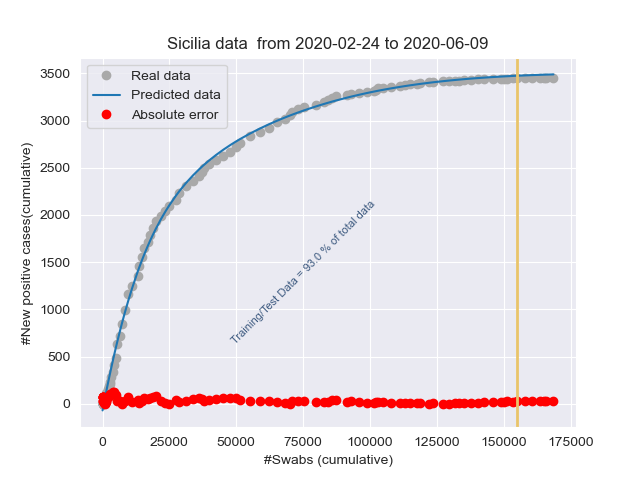 Sicilia data  from 2020-02-24 to 2020-06-09
Real data
Predicted data
Absolute error
3500
3000
2500
2000
1500
1000
500
0
#New positive cases(cumulative)
Training/Test Data = 93.0 % of total data
0
25000
50000
75000
100000
125000
150000
175000
#Swabs (cumulative)